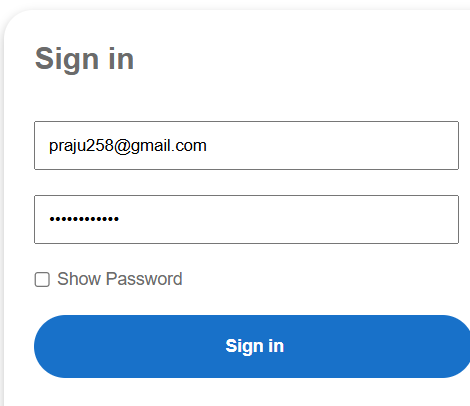 Sign in
praju258@gmail.com
••••••••••••
Show Password
Sign in